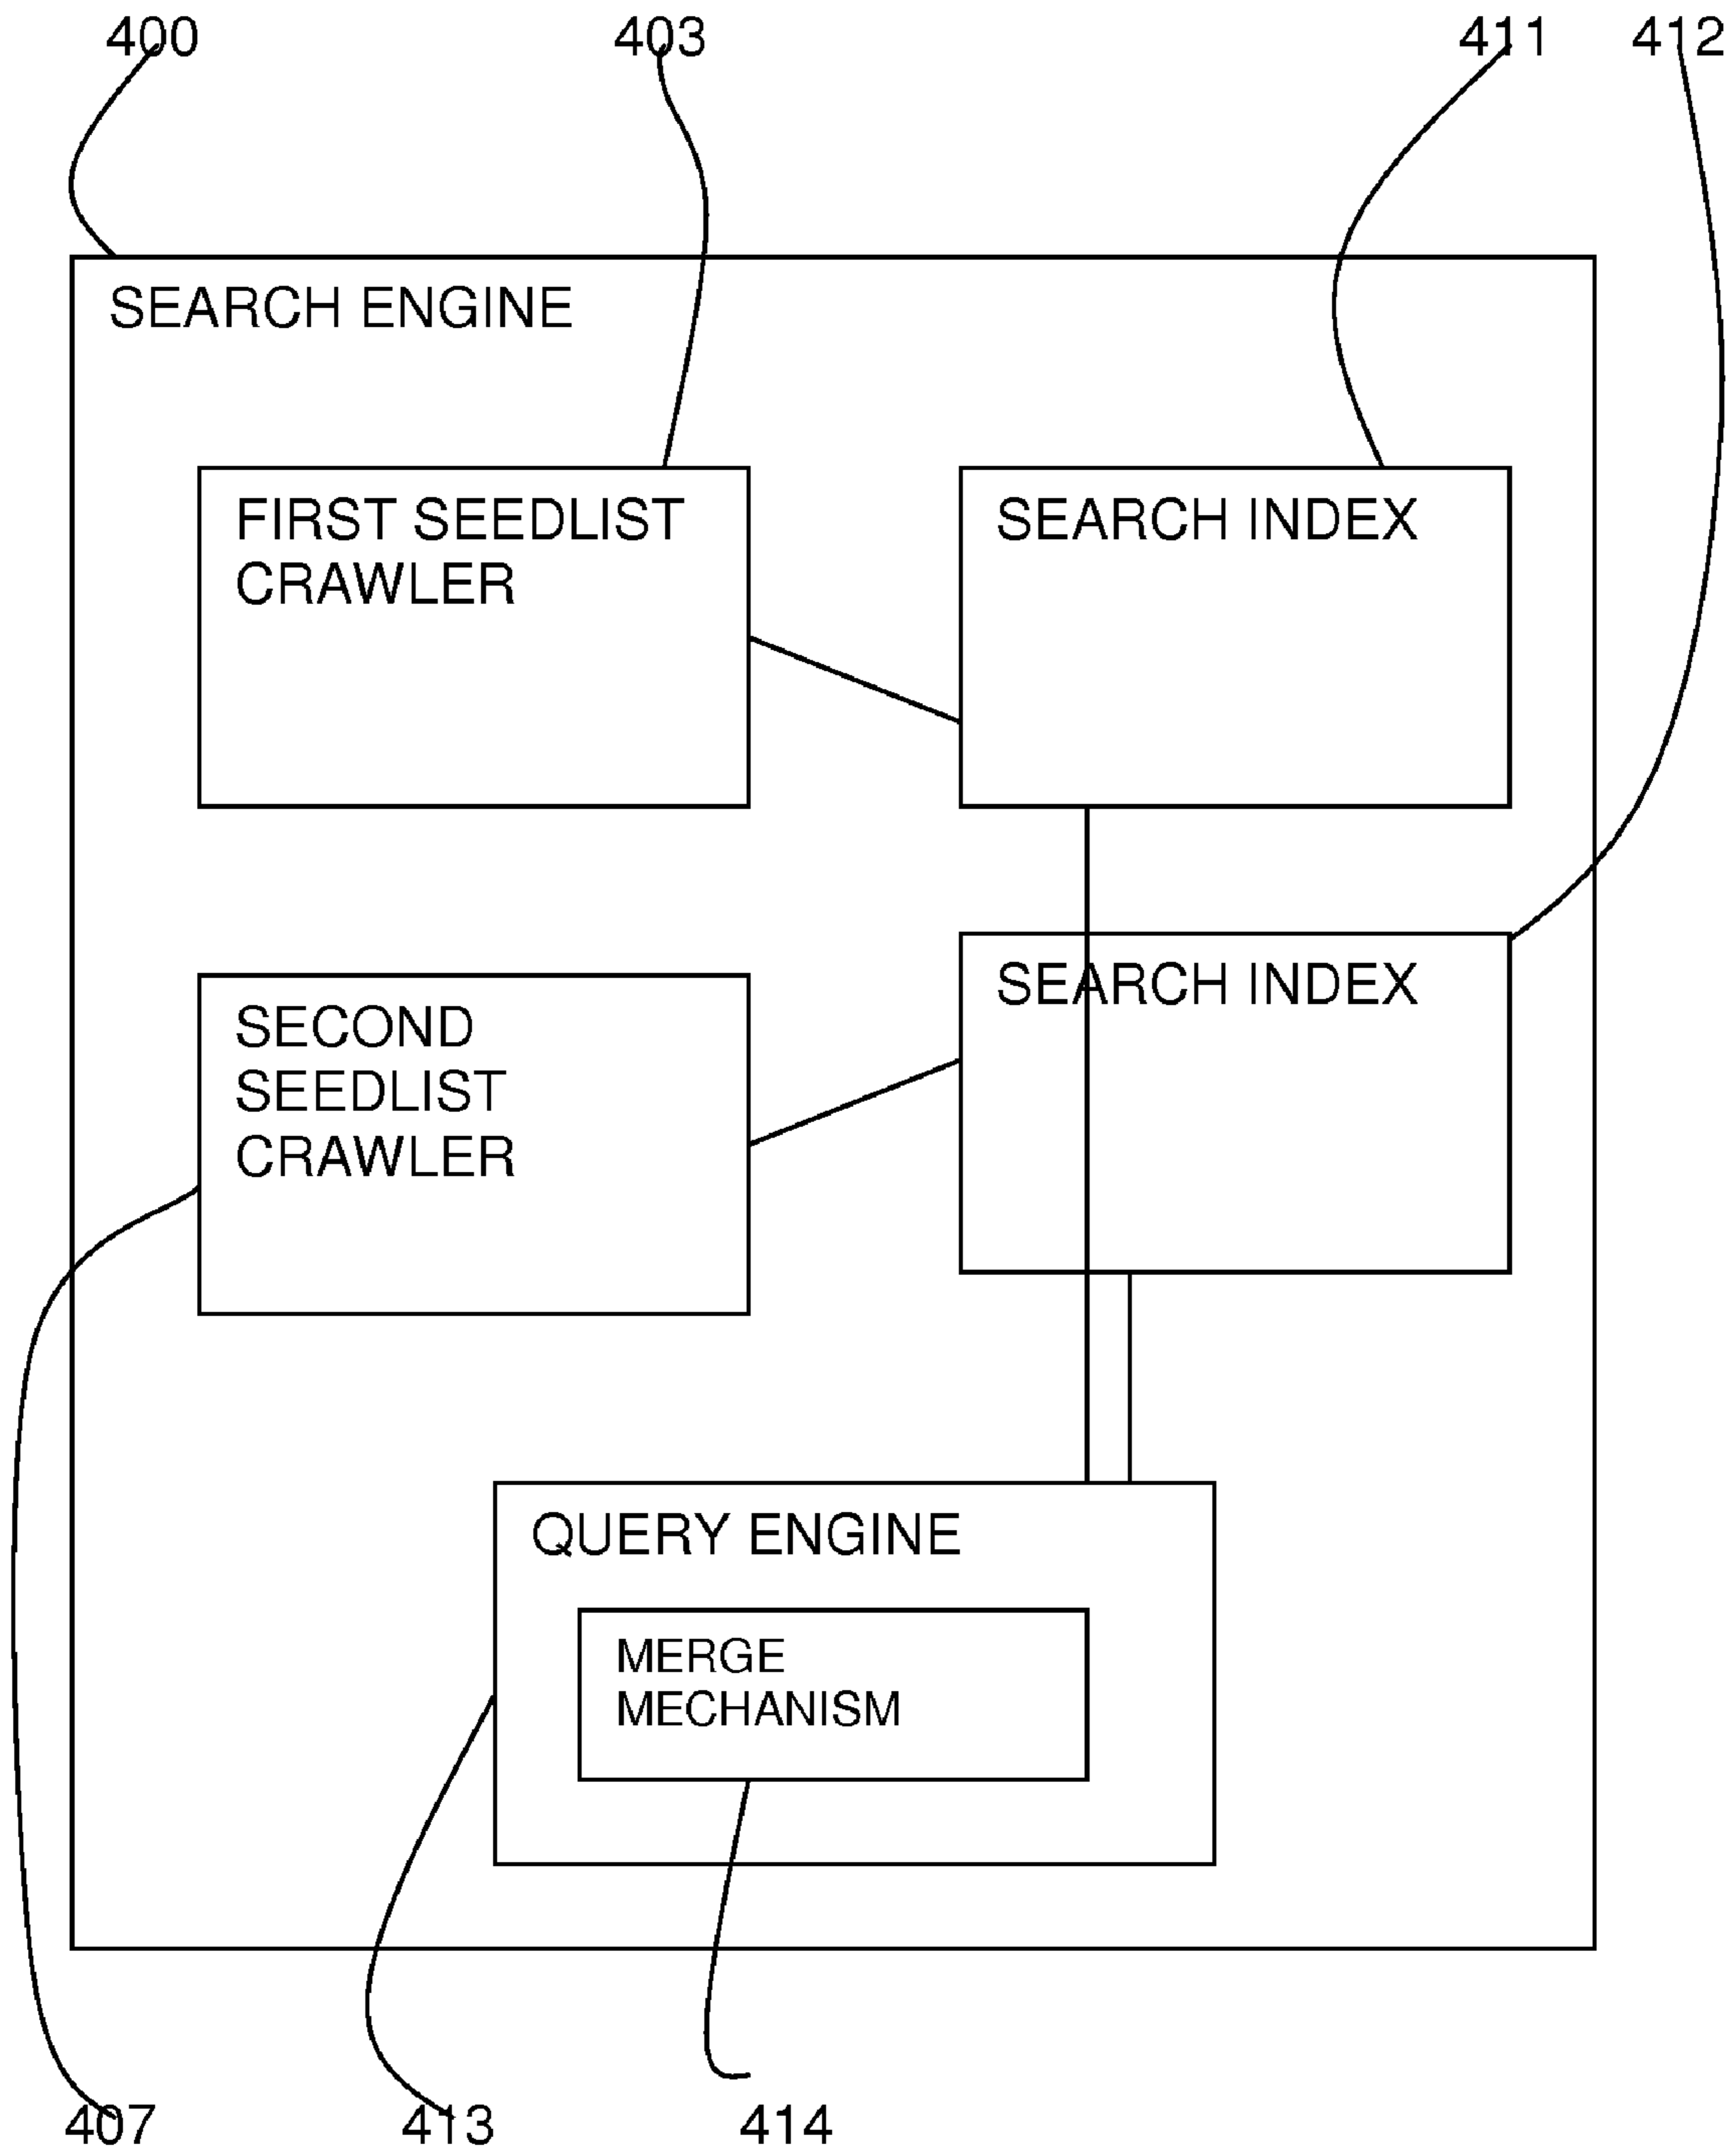 400
403
411
412
SEARCH ENGINE
FIRST SEEDLIST
CRAWLER
SEARCH INDEX
SECOND
SEEDLIST
CRAWLER
SEARCH INDEX
QUERY ENGINE
MERGE
MECHANISM
407
413
414